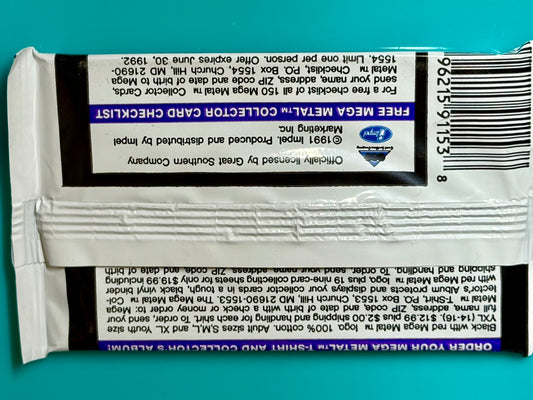 ORDER YOUR MEGA METAL™ T-SHIRT AND COLLECTOR'S ALBUM!
Black with red Mega Metal™ logo. 100% cotton. Adult sizes S,M,L, and XL. Youth size
YXL (14-16). $12.99 plus $2.00 shipping and handling for each shirt. To order, send your
full name, address, ZIP code, and date of birth with a check or money order to: Mega
Metal™ T-Shirt, P.O. Box 1553, Church Hill, MD 21690-1553. The Mega Metal™ Col-
lector's Album protects and displays your collector cards in a tough, black vinyl binder
with red Mega Metal™ logo, plus 19 nine-card collector sheets for only $19.99 including
shipping and handling. To order, send your name, address, ZIP code and date of birth
Officially licensed by Great Southern Company
Impel
©1991 Impel. Produced and distributed by Impel
Marketing Inc.
FREE MEGA METAL™ COLLECTOR CARD CHECKLIST
For a free checklist of all 150 Mega Metal™ Collector Cards,
send your name, address, ZIP code and date of birth to Mega
Metal™ Checklist, P.O. Box 1554, Church Hill, MD 21690-
1554. Limit one per person. Offer expires June 30, 1992.
96215 91153 8